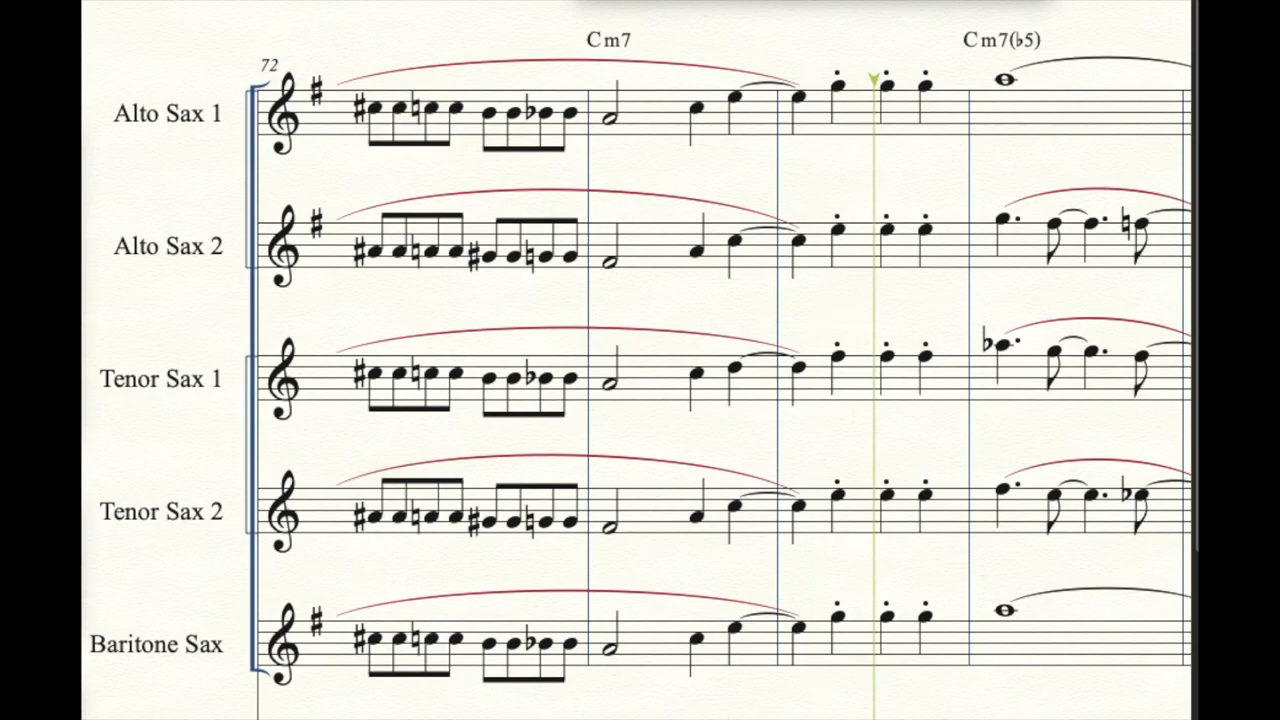 Cm7
Cm7(♭5)
72
Alto Sax 1
Alto Sax 2
Tenor Sax 1
Tenor Sax 2
Baritone Sax